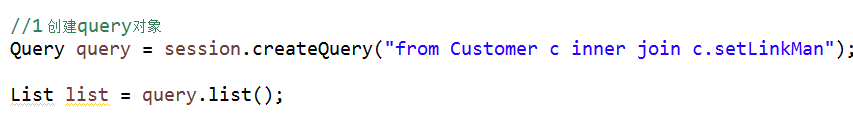 //1 创建query对象
Query query = session.createQuery("from Customer c inner join c.setLinkMan");
List list = query.list();